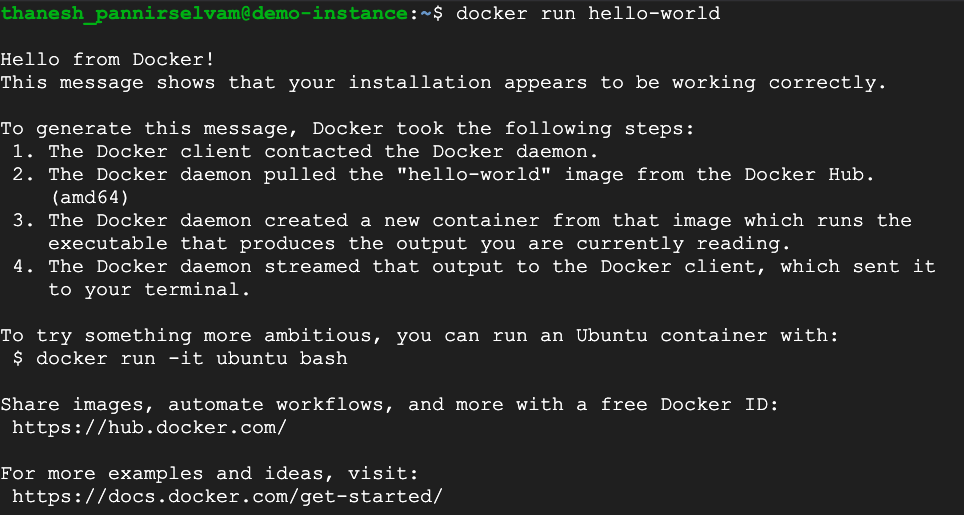 thanesh_pannirselvam@demo-instance:~$ docker run hello-world
Hello from Docker!
This message shows that your installation appears to be working correctly.
To generate this message, Docker took the following steps:
1. The Docker client contacted the Docker daemon.
2. The Docker daemon pulled the "hello-world" image from the Docker Hub.
(amd64)
3. The Docker daemon created a new container from that image which runs the
executable that produces the output you are currently reading.
4. The Docker daemon streamed that output to the Docker client, which sent it
to your terminal.
To try something more ambitious, you can run an Ubuntu container with:
$ docker run -it ubuntu bash
Share images, automate workflows, and more with a free Docker ID:
https://hub.docker.com/
For more examples and ideas, visit:
https://docs.docker.com/get-started/